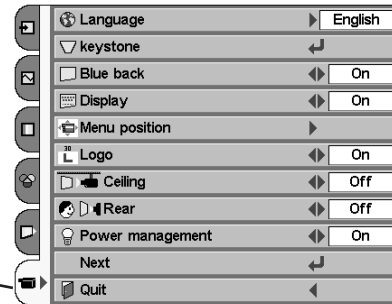 Language English
keystone
Blue back On
Display On
Menu position
30 L Logo On
Ceiling Off
Rear Off
Power management On
Next
Quit